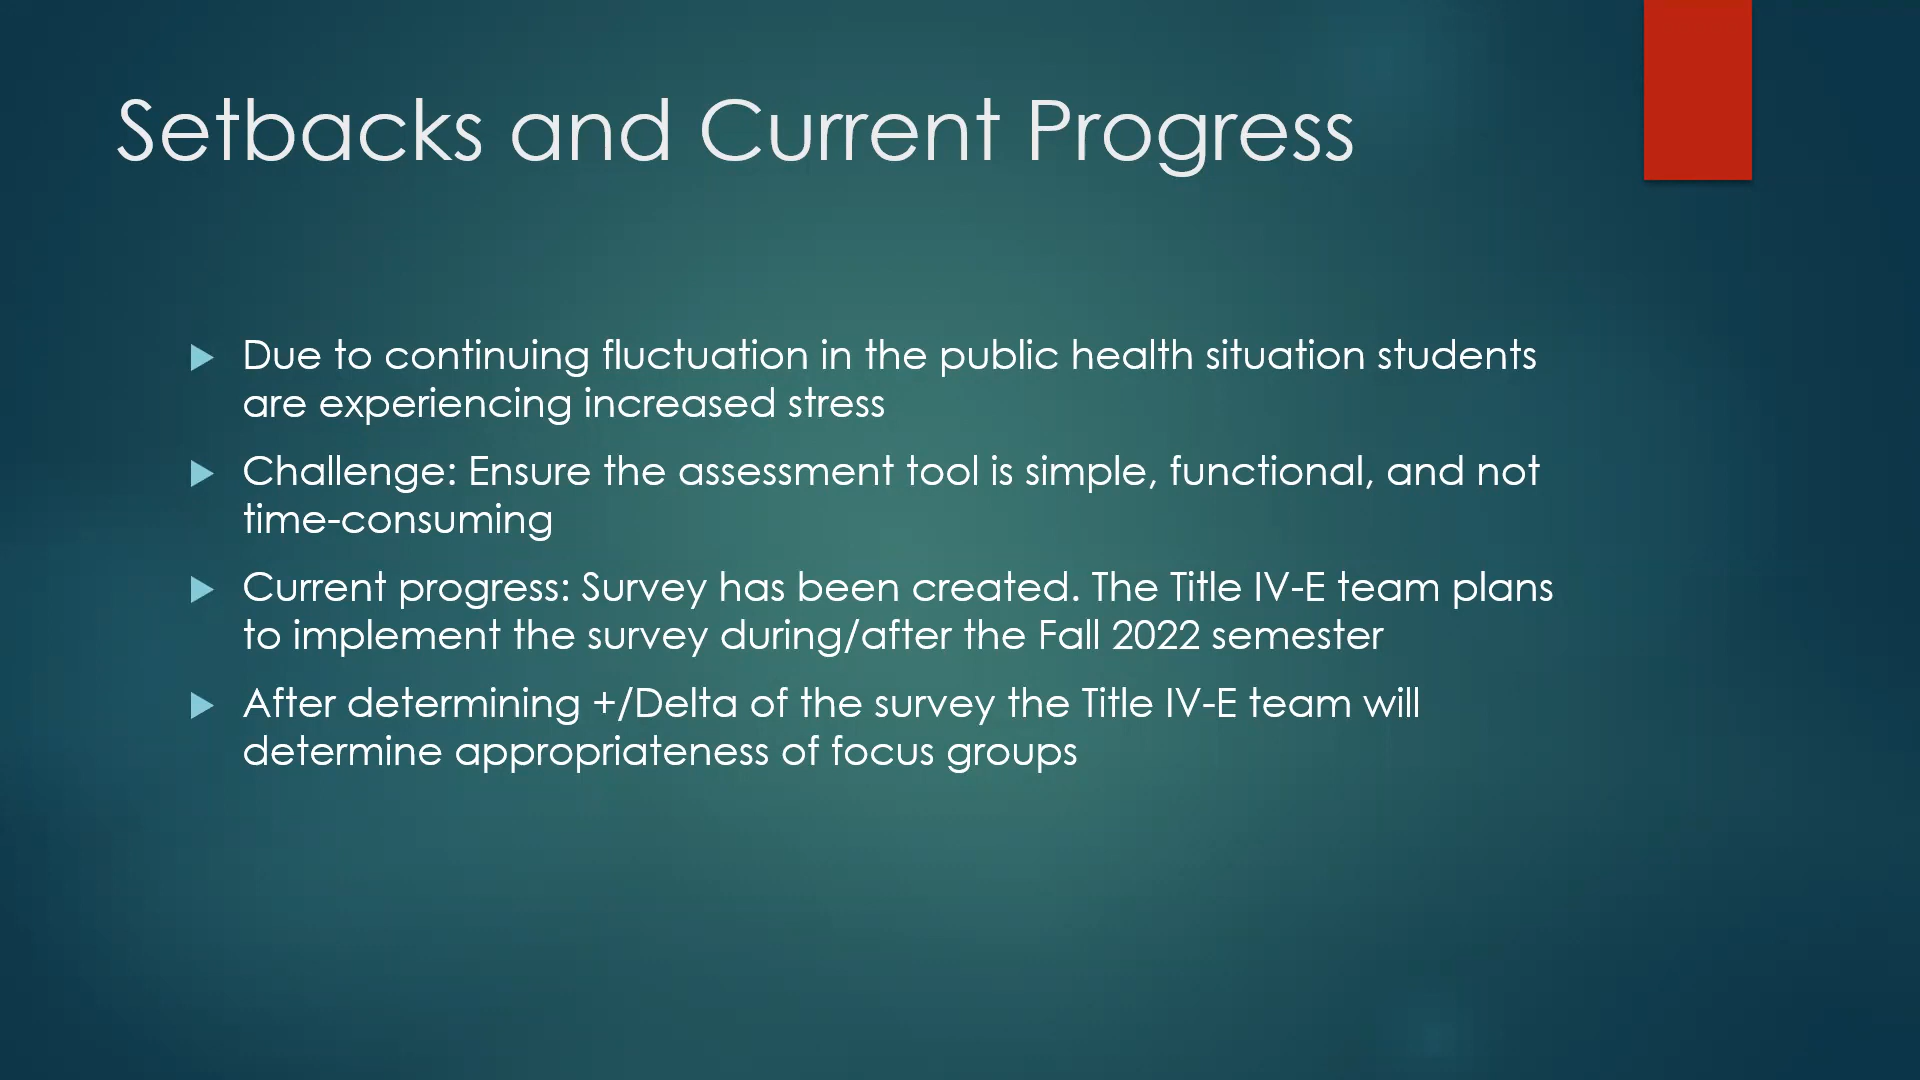 Setbacks and Current Progress
Due to continuing fluctuation in the public health situation students
are experiencing increased stress
Challenge: Ensure the assessment tool is simple, functional, and not
time-consuming
Current progress: Survey has been created. The Title IV-E team plans
to implement the survey during/after the Fall 2022 semester
After determining +/Delta of the survey the Title IV-E team will
determine appropriateness of focus groups